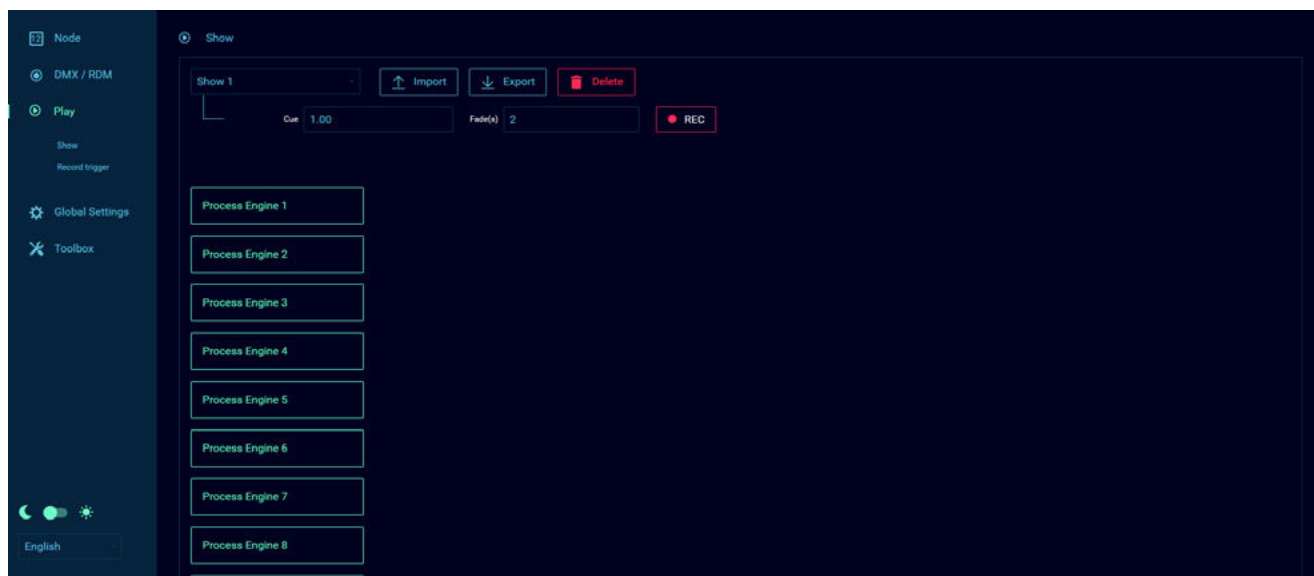 12 Node
DMX / RDM
Play
Show
Record trigger
Global Settings
Toolbox
English
Show
Show 1 Import Export Delete
Cue 1.00 Fade(s) 2 REC
Process Engine 1
Process Engine 2
Process Engine 3
Process Engine 4
Process Engine 5
Process Engine 6
Process Engine 7
Process Engine 8